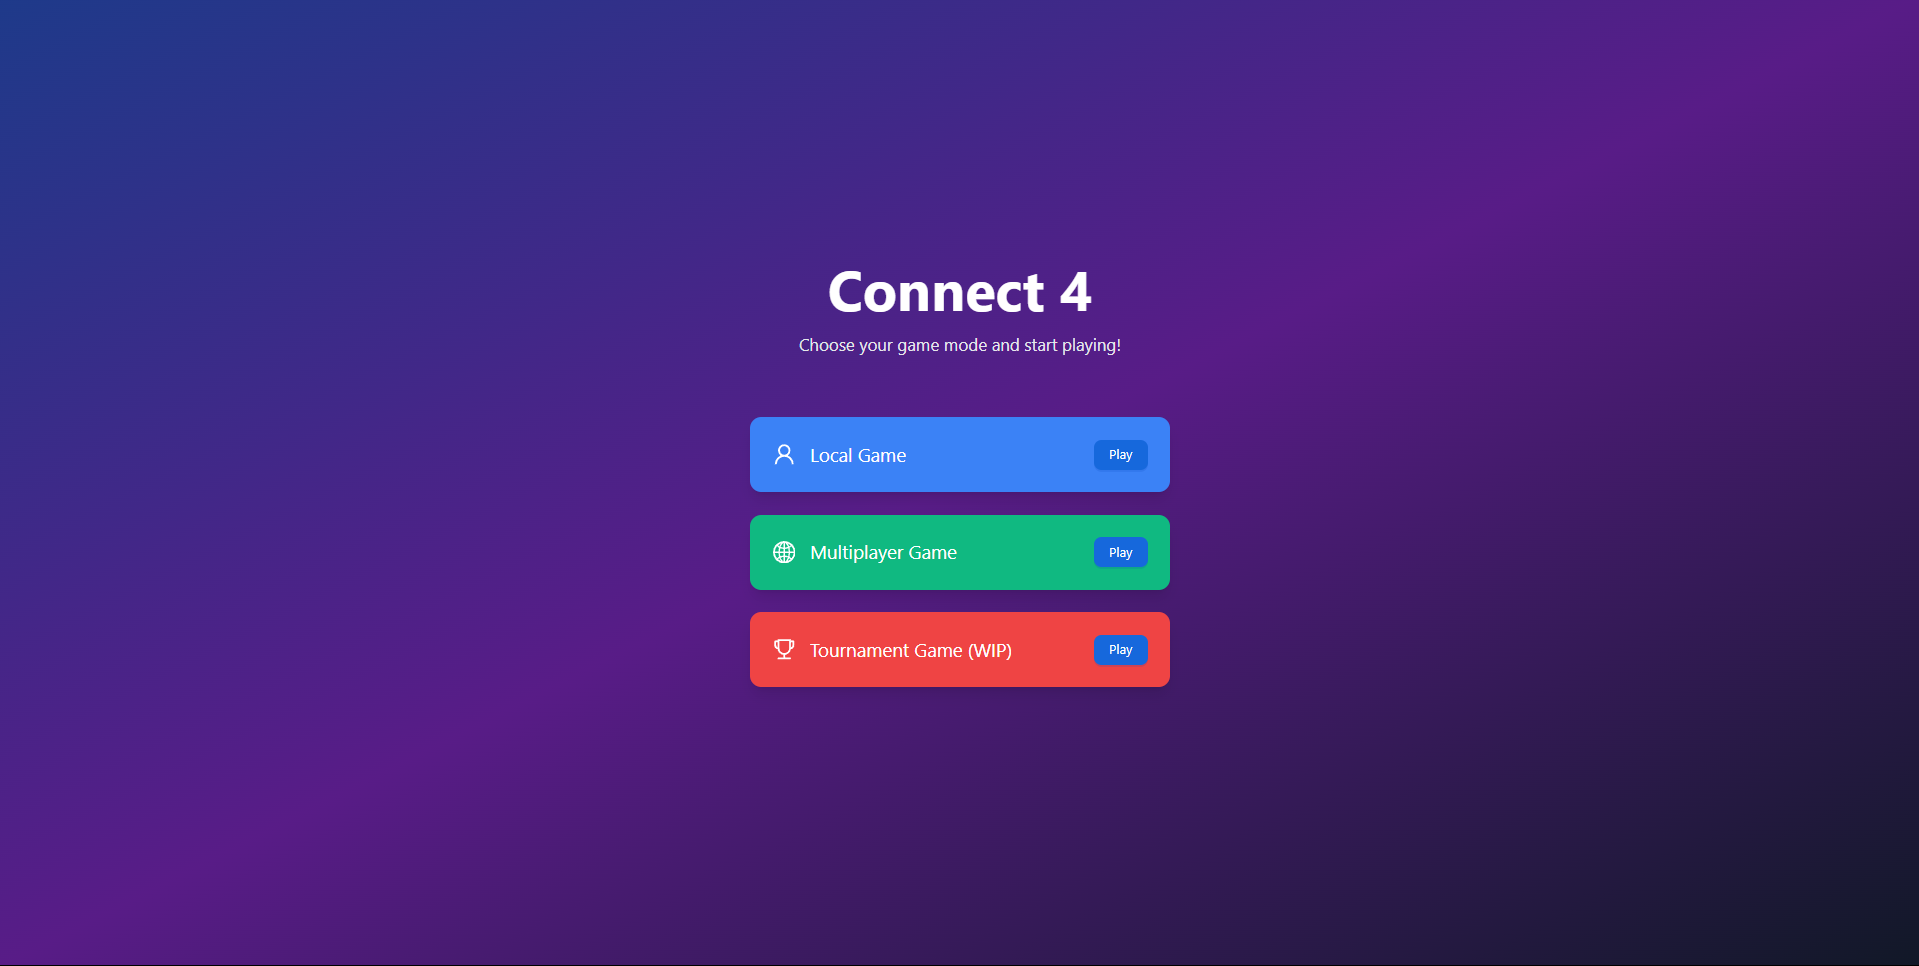 Connect 4
Choose your game mode and start playing!
Local Game
Play
Multiplayer Game
Play
Tournament Game (WIP)
Play